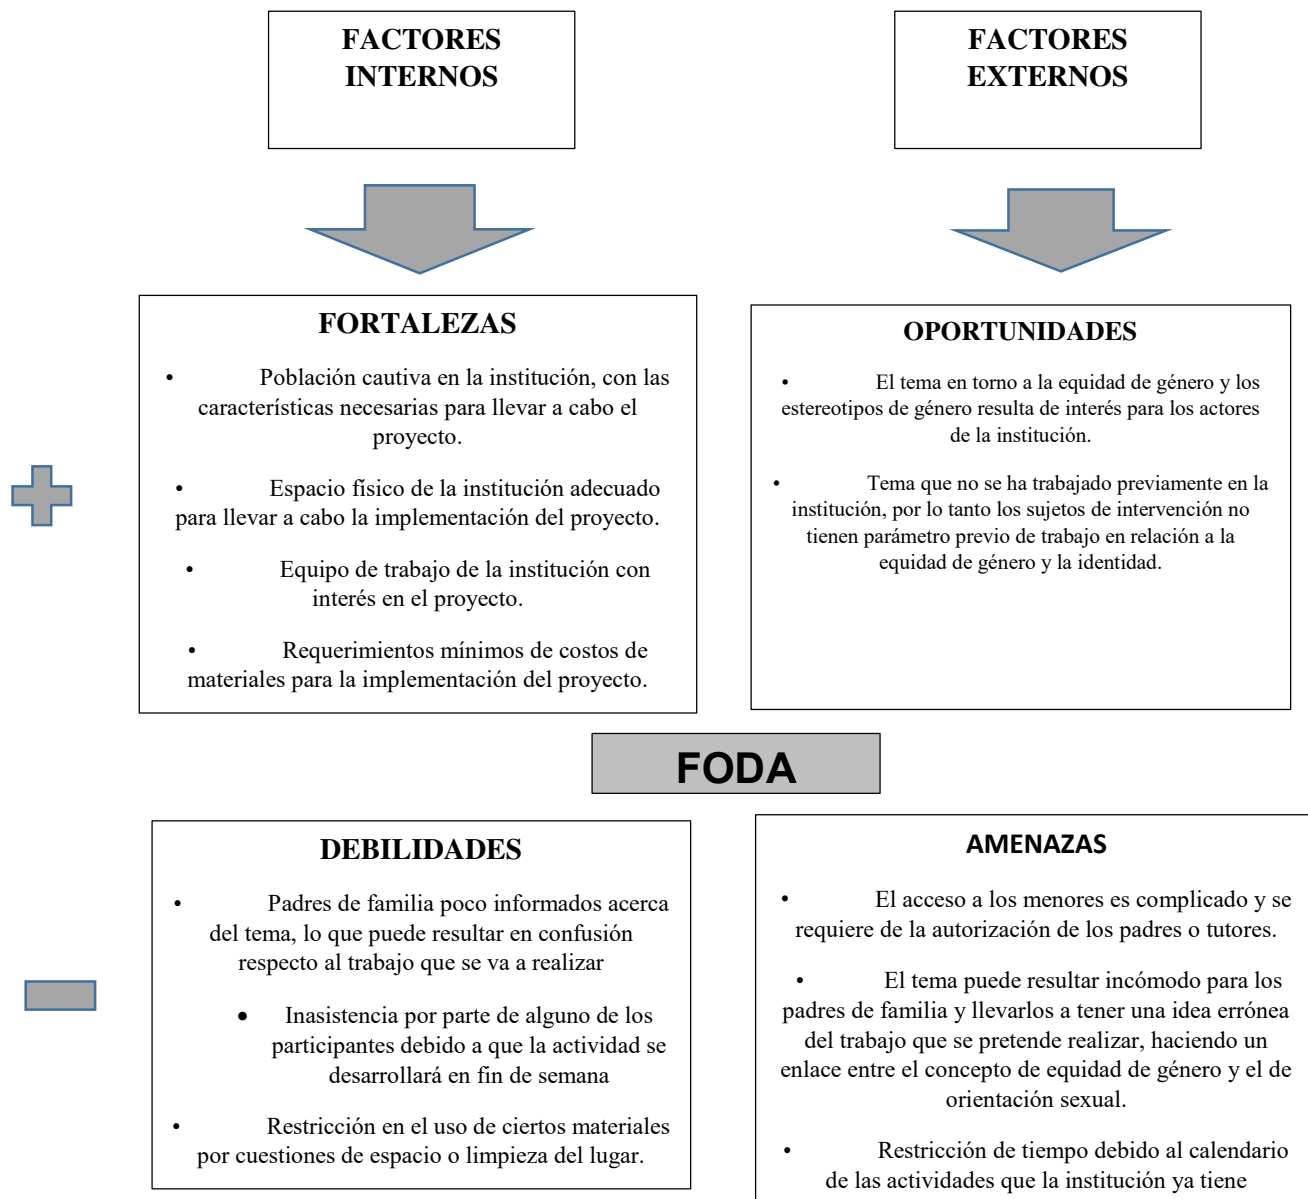 FACTORES
INTERNOS
FACTORES
EXTERNOS
FORTALEZAS
• Población cautiva en la institución, con las
características necesarias para llevar a cabo el
proyecto.
• Espacio físico de la institución adecuado
para llevar a cabo la implementación del proyecto.
• Equipo de trabajo de la institución con
interés en el proyecto.
• Requerimientos mínimos de costos de
materiales para la implementación del proyecto.
OPORTUNIDADES
• El tema en torno a la equidad de género y los
estereotipos de género resulta de interés para los actores
de la institución.
• Tema que no se ha trabajado previamente en la
institución, por lo tanto los sujetos de intervención no
tienen parámetro previo de trabajo en relación a la
equidad de género y la identidad.
FODA
DEBILIDADES
• Padres de familia poco informados acerca
del tema, lo que puede resultar en confusión
respecto al trabajo que se va a realizar
• Inasistencia por parte de alguno de los
participantes debido a que la actividad se
desarrollará en fin de semana
• Restricción en el uso de ciertos materiales
por cuestiones de espacio o limpieza del lugar.
AMENAZAS
• El acceso a los menores es complicado y se
requiere de la autorización de los padres o tutores.
• El tema puede resultar incómodo para los
padres de familia y llevarlos a tener una idea errónea
del trabajo que se pretende realizar, haciendo un
enlace entre el concepto de equidad de género y el de
orientación sexual.
• Restricción de tiempo debido al calendario
de las actividades que la institución ya tiene